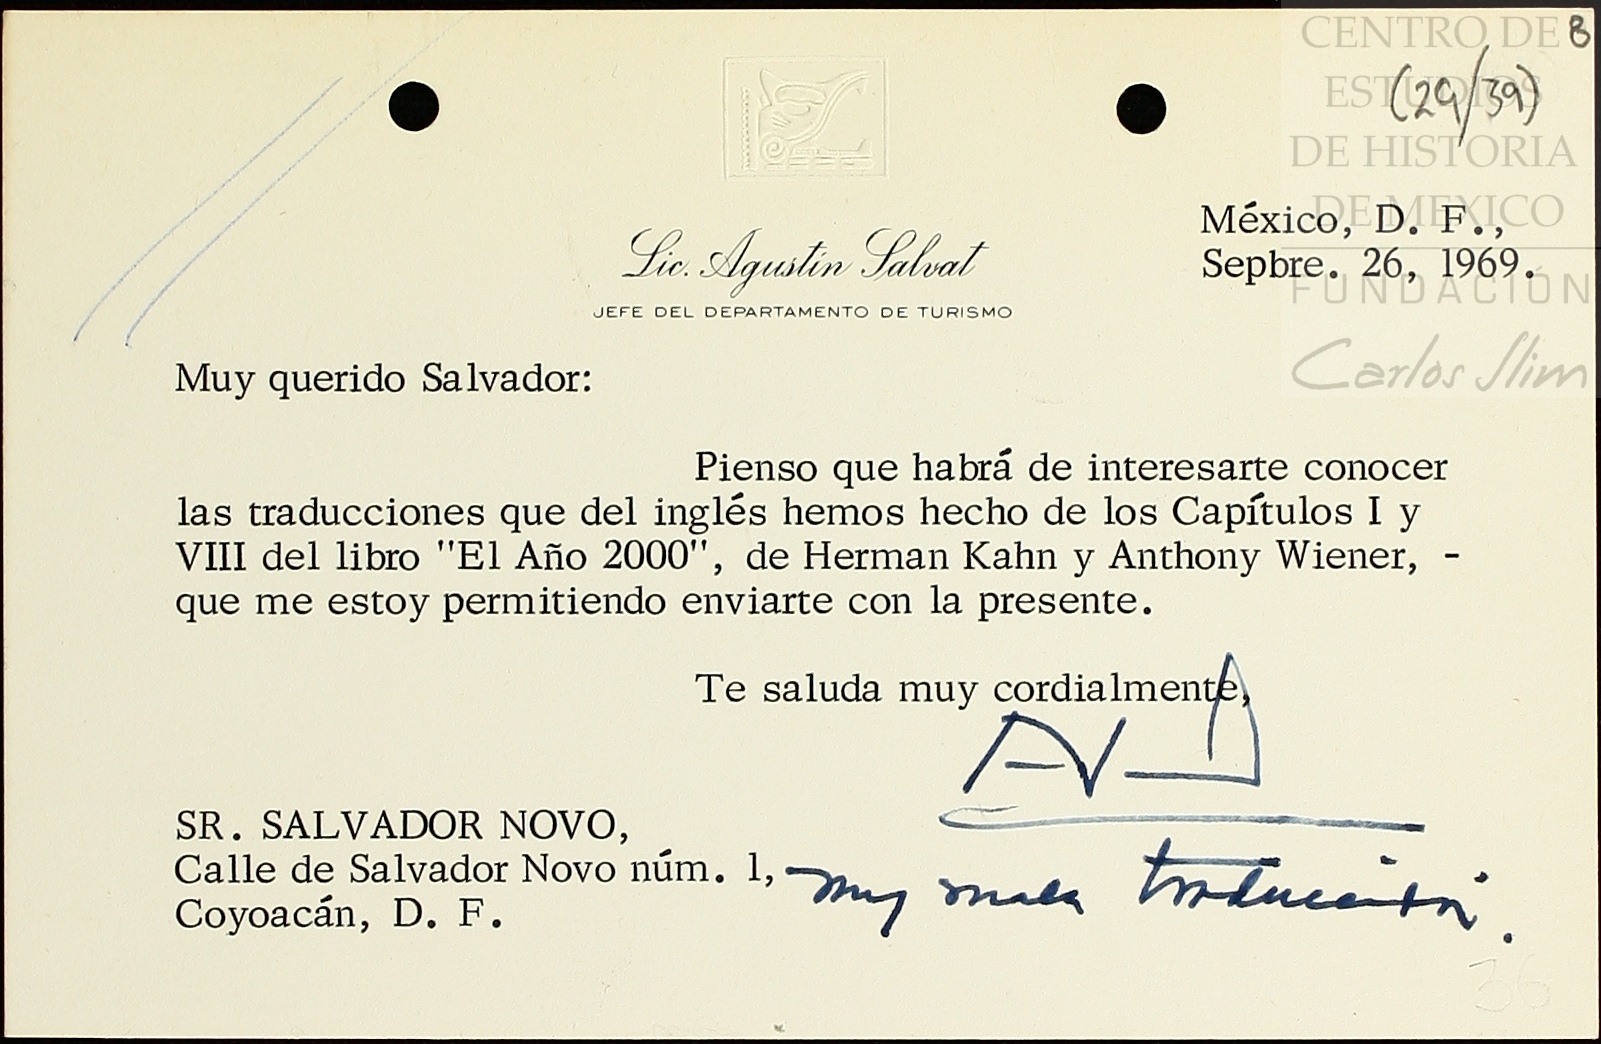 CENTRO DE
ESTUDIOS
DE HISTORIA
DE MEXICO
FUNDACIÓN
Carlos Slim
8
(29/39)
Lic. Agustín Salvat
JEFE DEL DEPARTAMENTO DE TURISMO
México, D. F.,
Sepbre. 26, 1969.
Muy querido Salvador:
Pienso que habrá de interesarte conocer
las traducciones que del inglés hemos hecho de los Capítulos I y
VIII del libro "El Año 2000", de Herman Kahn y Anthony Wiener, -
que me estoy permitiendo enviarte con la presente.
Te saluda muy cordialmente,
SR. SALVADOR NOVO,
Calle de Salvador Novo núm. 1,
Coyoacán, D. F.
muy mala traducción.
36